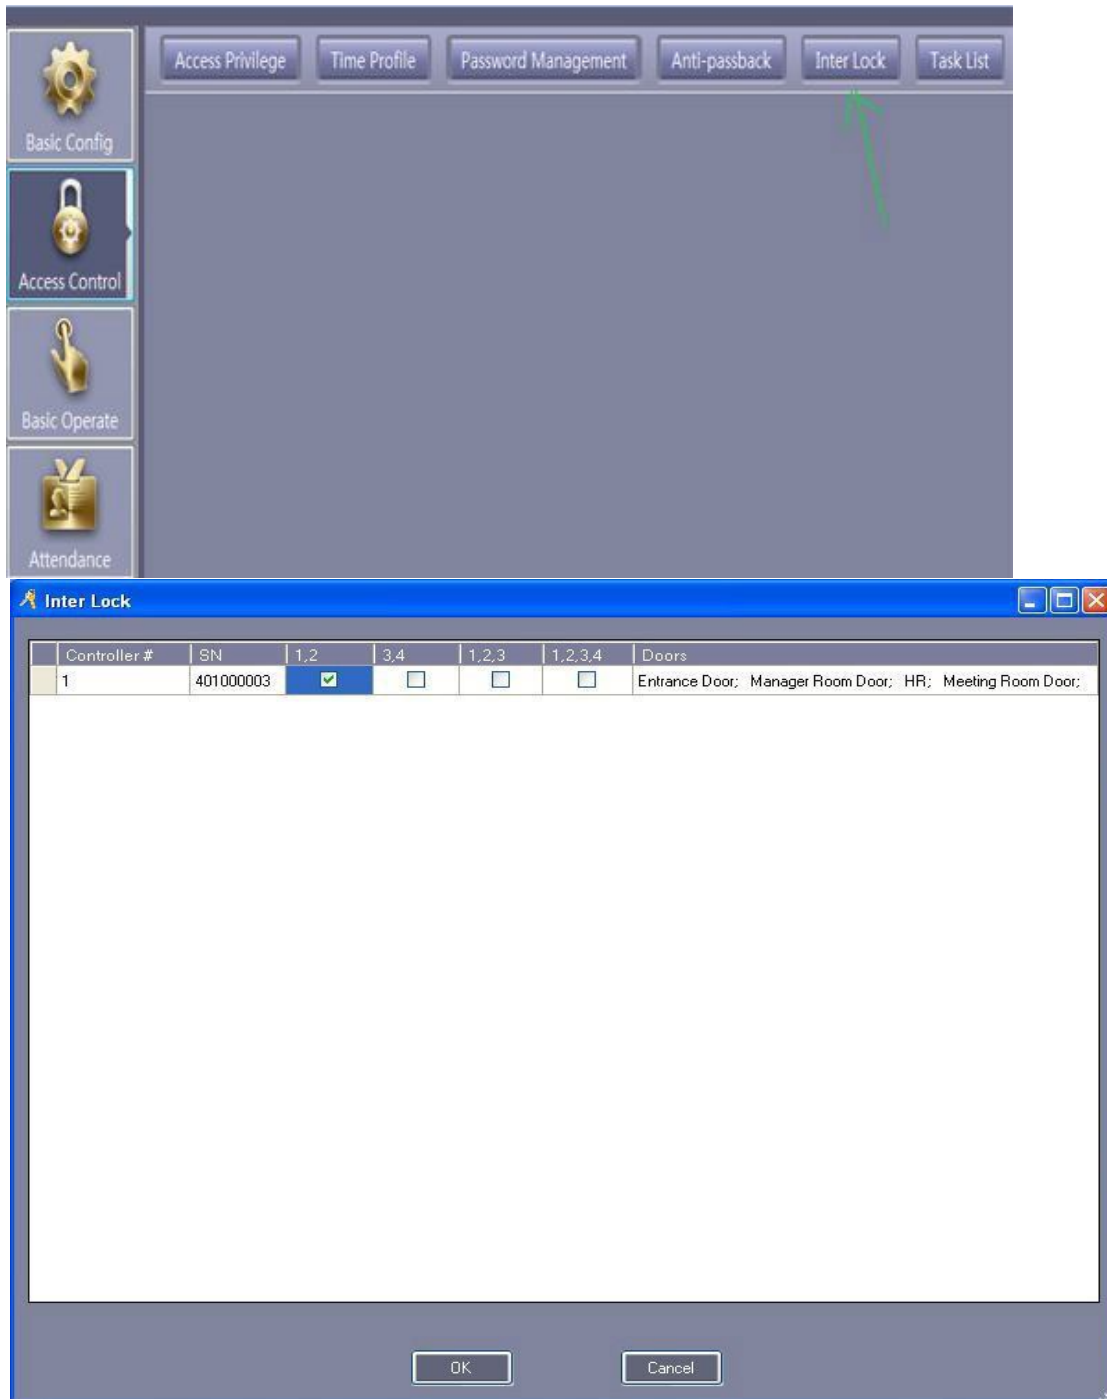 Access Privilege Time Profile Password Management Anti-passback Inter Lock Task List
Basic Config
Access Control
Basic Operate
Attendance
Inter Lock
Controller # SN 1,2 3,4 1,2,3 1,2,3,4 Doors
1 401000003 Entrance Door; Manager Room Door; HR; Meeting Room Door;
OK Cancel